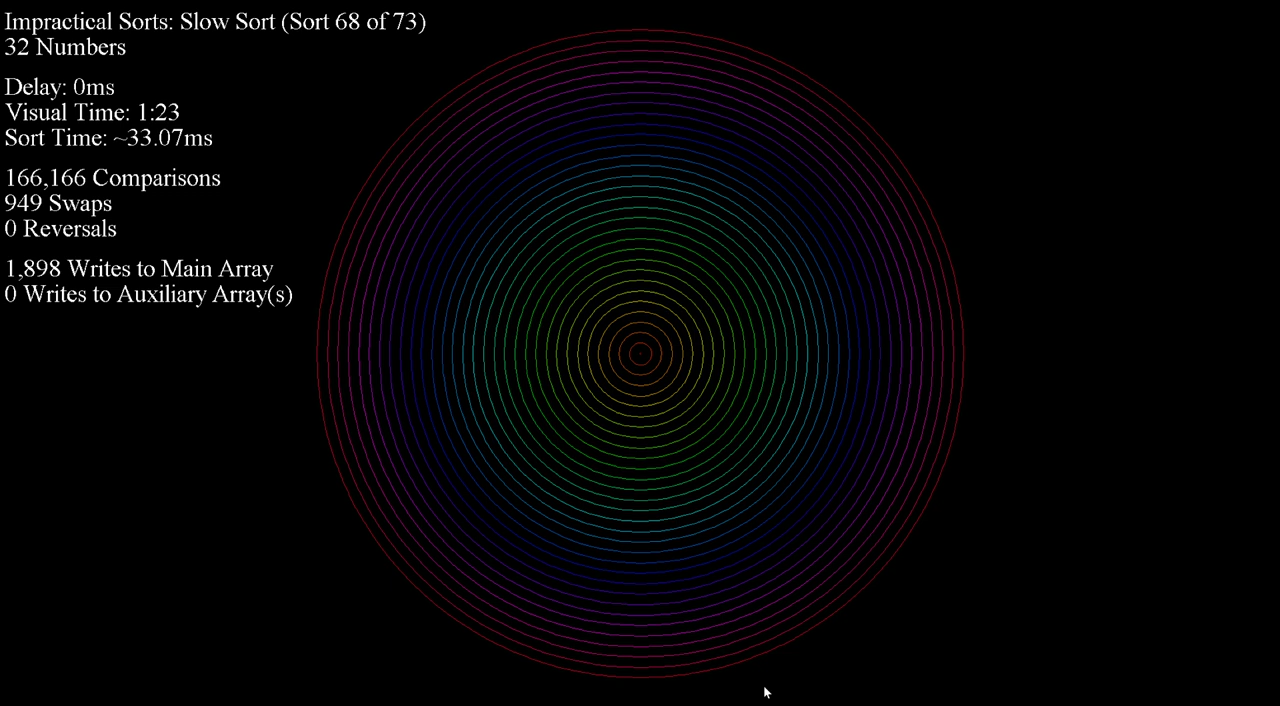 Impractical Sorts: Slow Sort (Sort 68 of 73)
32 Numbers
Delay: 0ms
Visual Time: 1:23
Sort Time: ~33.07ms
166,166 Comparisons
949 Swaps
0 Reversals
1,898 Writes to Main Array
0 Writes to Auxiliary Array(s)